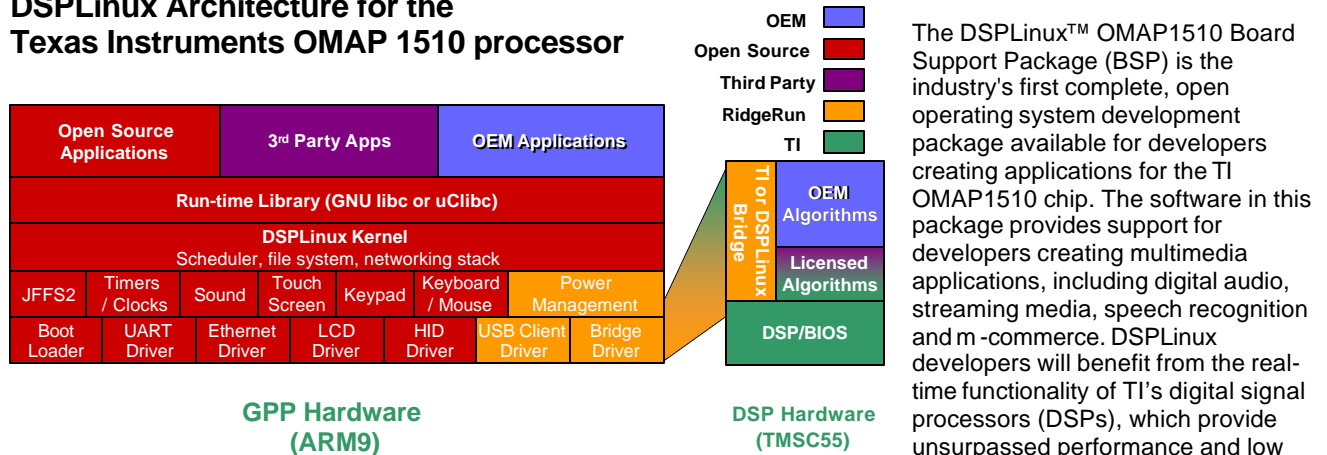 DSPLinux Architecture for the
Texas Instruments OMAP 1510 processor
OEM
Open Source
Third Party
RidgeRun
TI
Open Source
Applications
3rd Party Apps
OEM Applications
Run-time Library (GNU libc or uClibc)
DSPLinux Kernel
Scheduler, file system, networking stack
JFFS2
Timers
/ Clocks
Sound
Touch
Screen
Keypad
Keyboard
/ Mouse
Power
Management
Boot
Loader
UART
Driver
Ethernet
Driver
LCD
Driver
HID
Driver
USB Client
Driver
Bridge
Driver
GPP Hardware
(ARM9)
TI or DSPLinux
Bridge
OEM
Algorithms
Licensed
Algorithms
DSP/BIOS
DSP Hardware
(TMSC55)
The DSPLinux™ OMAP1510 Board
Support Package (BSP) is the
industry's first complete, open
operating system development
package available for developers
creating applications for the TI
OMAP1510 chip. The software in this
package provides support for
developers creating multimedia
applications, including digital audio,
streaming media, speech recognition
and m -commerce. DSPLinux
developers will benefit from the real-
time functionality of TI's digital signal
processors (DSPs), which provide
unsurpassed performance and low